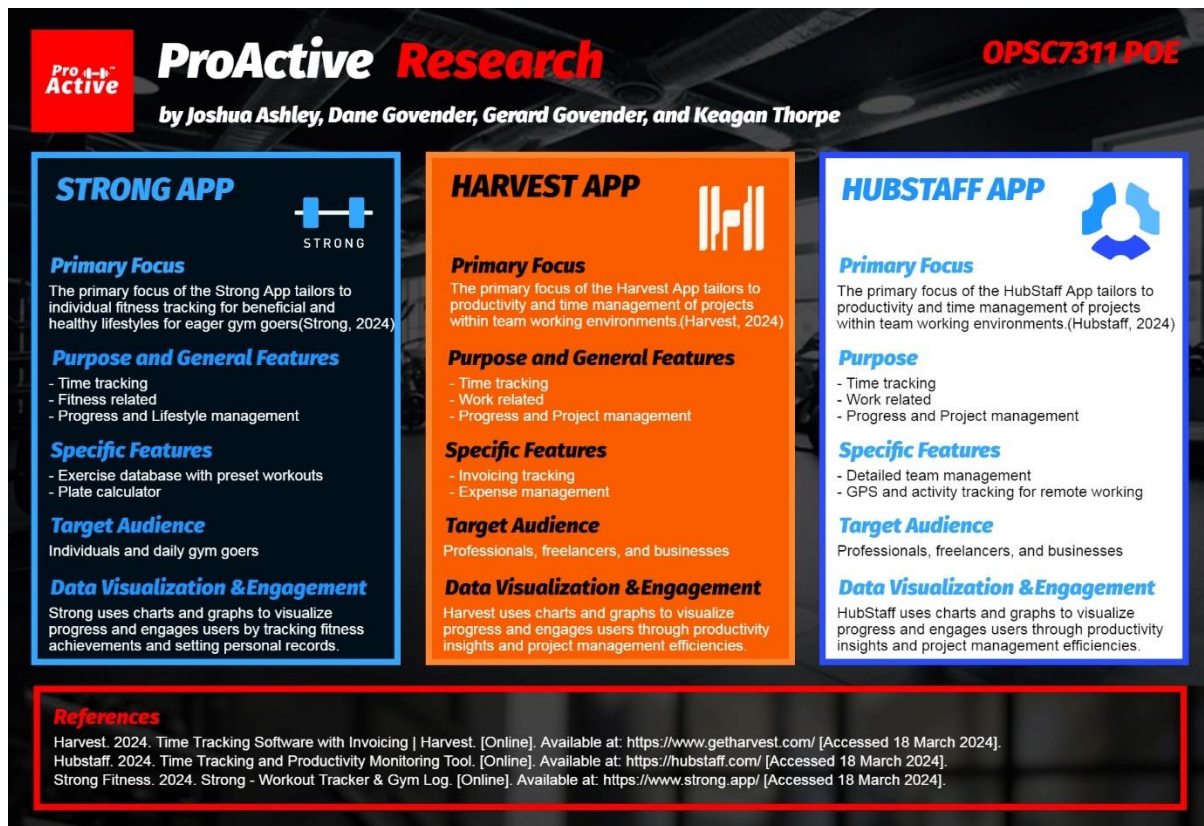 Pro
Active
ProActive Research
OPSC7311 POE
by Joshua Ashley, Dane Govender, Gerard Govender, and Keagan Thorpe
STRONG APP
STRONG
Primary Focus
The primary focus of the Strong App tailors to
individual fitness tracking for beneficial and
healthy lifestyles for eager gym goers(Strong, 2024)
Purpose and General Features
- Time tracking
- Fitness related
- Progress and Lifestyle management
Specific Features
- Exercise database with preset workouts
- Plate calculator
Target Audience
Individuals and daily gym goers
Data Visualization &Engagement
Strong uses charts and graphs to visualize
progress and engages users by tracking fitness
achievements and setting personal records.
HARVEST APP
Primary Focus
The primary focus of the Harvest App tailors to
productivity and time management of projects
within team working environments.(Harvest, 2024)
Purpose and General Features
- Time tracking
- Work related
- Progress and Project management
Specific Features
- Invoicing tracking
- Expense management
Target Audience
Professionals, freelancers, and businesses
Data Visualization &Engagement
Harvest uses charts and graphs to visualize
progress and engages users through productivity
insights and project management efficiencies.
HUBSTAFF APP
Primary Focus
The primary focus of the HubStaff App tailors to
productivity and time management of projects
within team working environments.(Hubstaff, 2024)
Purpose
- Time tracking
- Work related
- Progress and Project management
Specific Features
- Detailed team management
- GPS and activity tracking for remote working
Target Audience
Professionals, freelancers, and businesses
Data Visualization &Engagement
HubStaff uses charts and graphs to visualize
progress and engages users through productivity
insights and project management efficiencies.
References
Harvest. 2024. Time Tracking Software with Invoicing | Harvest. [Online]. Available at: https://www.getharvest.com/ [Accessed 18 March 2024].
Hubstaff. 2024. Time Tracking and Productivity Monitoring Tool. [Online]. Available at: https://hubstaff.com/ [Accessed 18 March 2024].
Strong Fitness. 2024. Strong - Workout Tracker & Gym Log. [Online]. Available at: https://www.strong.app/ [Accessed 18 March 2024].